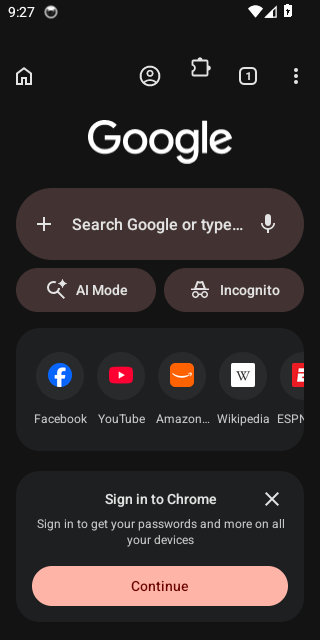 9:27
1
Google
Search Google or type…
AI Mode
Incognito
Facebook
YouTube
Amazon…
W
Wikipedia
Sign in to Chrome
Sign in to get your passwords and more on all
your devices
Continue